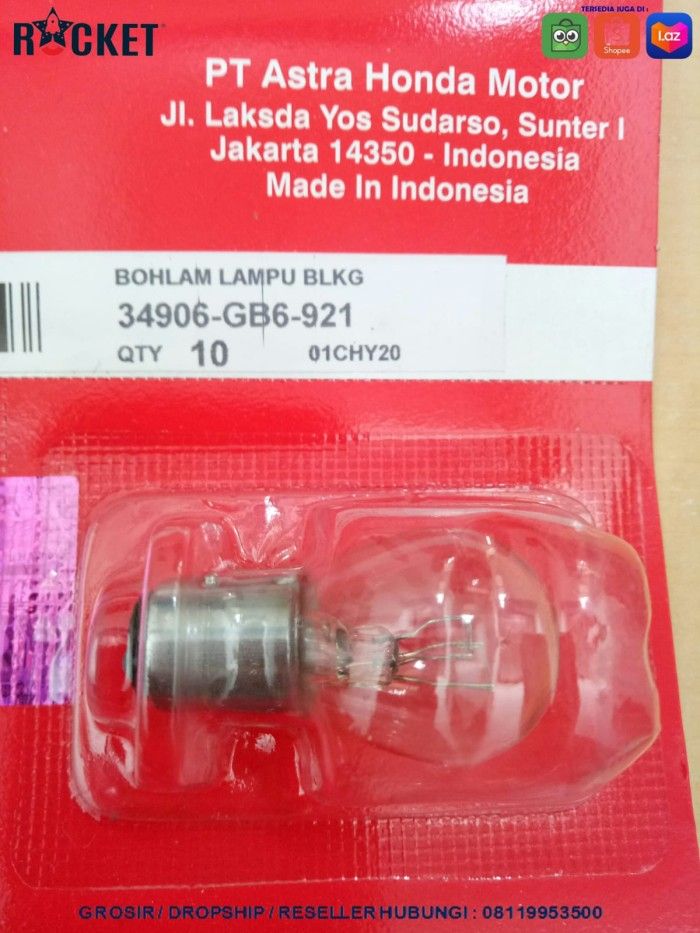 TERSEDIA JUGA DI :
ROCKET
Shopee
Laz
PT Astra Honda Motor
Jl. Laksda Yos Sudarso, Sunter I
Jakarta 14350 - Indonesia
Made In Indonesia
BOHLAM LAMPU BLKG
34906-GB6-921
QTY 10 01CHY20
GROSIR / DROPSHIP / RESELLER HUBUNGI : 08119953500